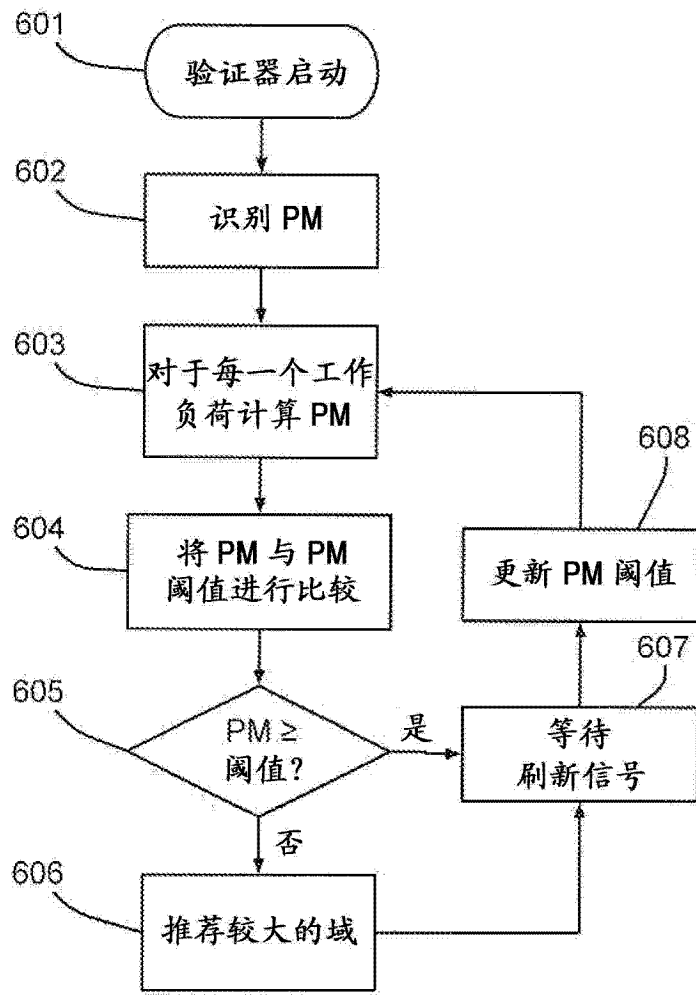 601
验证器启动
602
识别 PM
603
对于每一个工作
负荷计算 PM
604
将 PM 与 PM
阈值进行比较
605
PM ≥
阈值?
是
否
606
推荐较大的域
607
等待
刷新信号
608
更新 PM 阈值